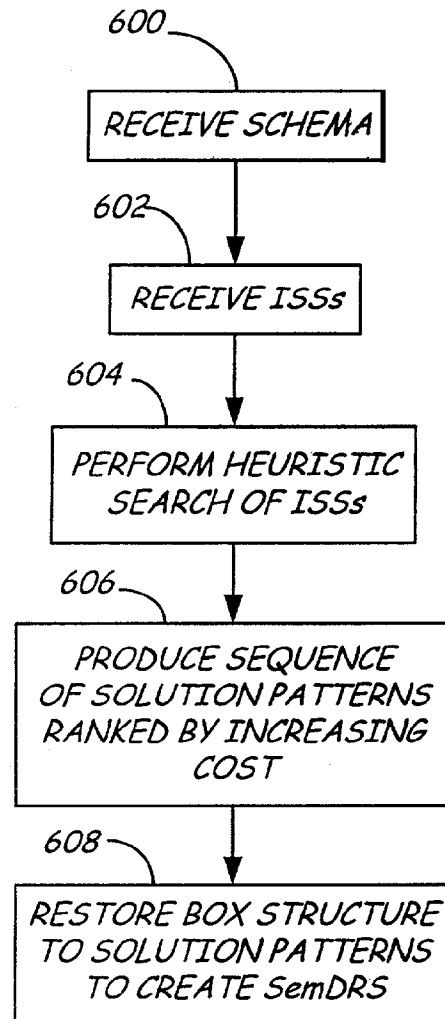 600
RECEIVE SCHEMA
602
RECEIVE ISSs
604
PERFORM HEURISTIC
SEARCH OF ISSs
606
PRODUCE SEQUENCE
OF SOLUTION PATTERNS
RANKED BY INCREASING
COST
608
RESTORE BOX STRUCTURE
TO SOLUTION PATTERNS
TO CREATE SemDRS